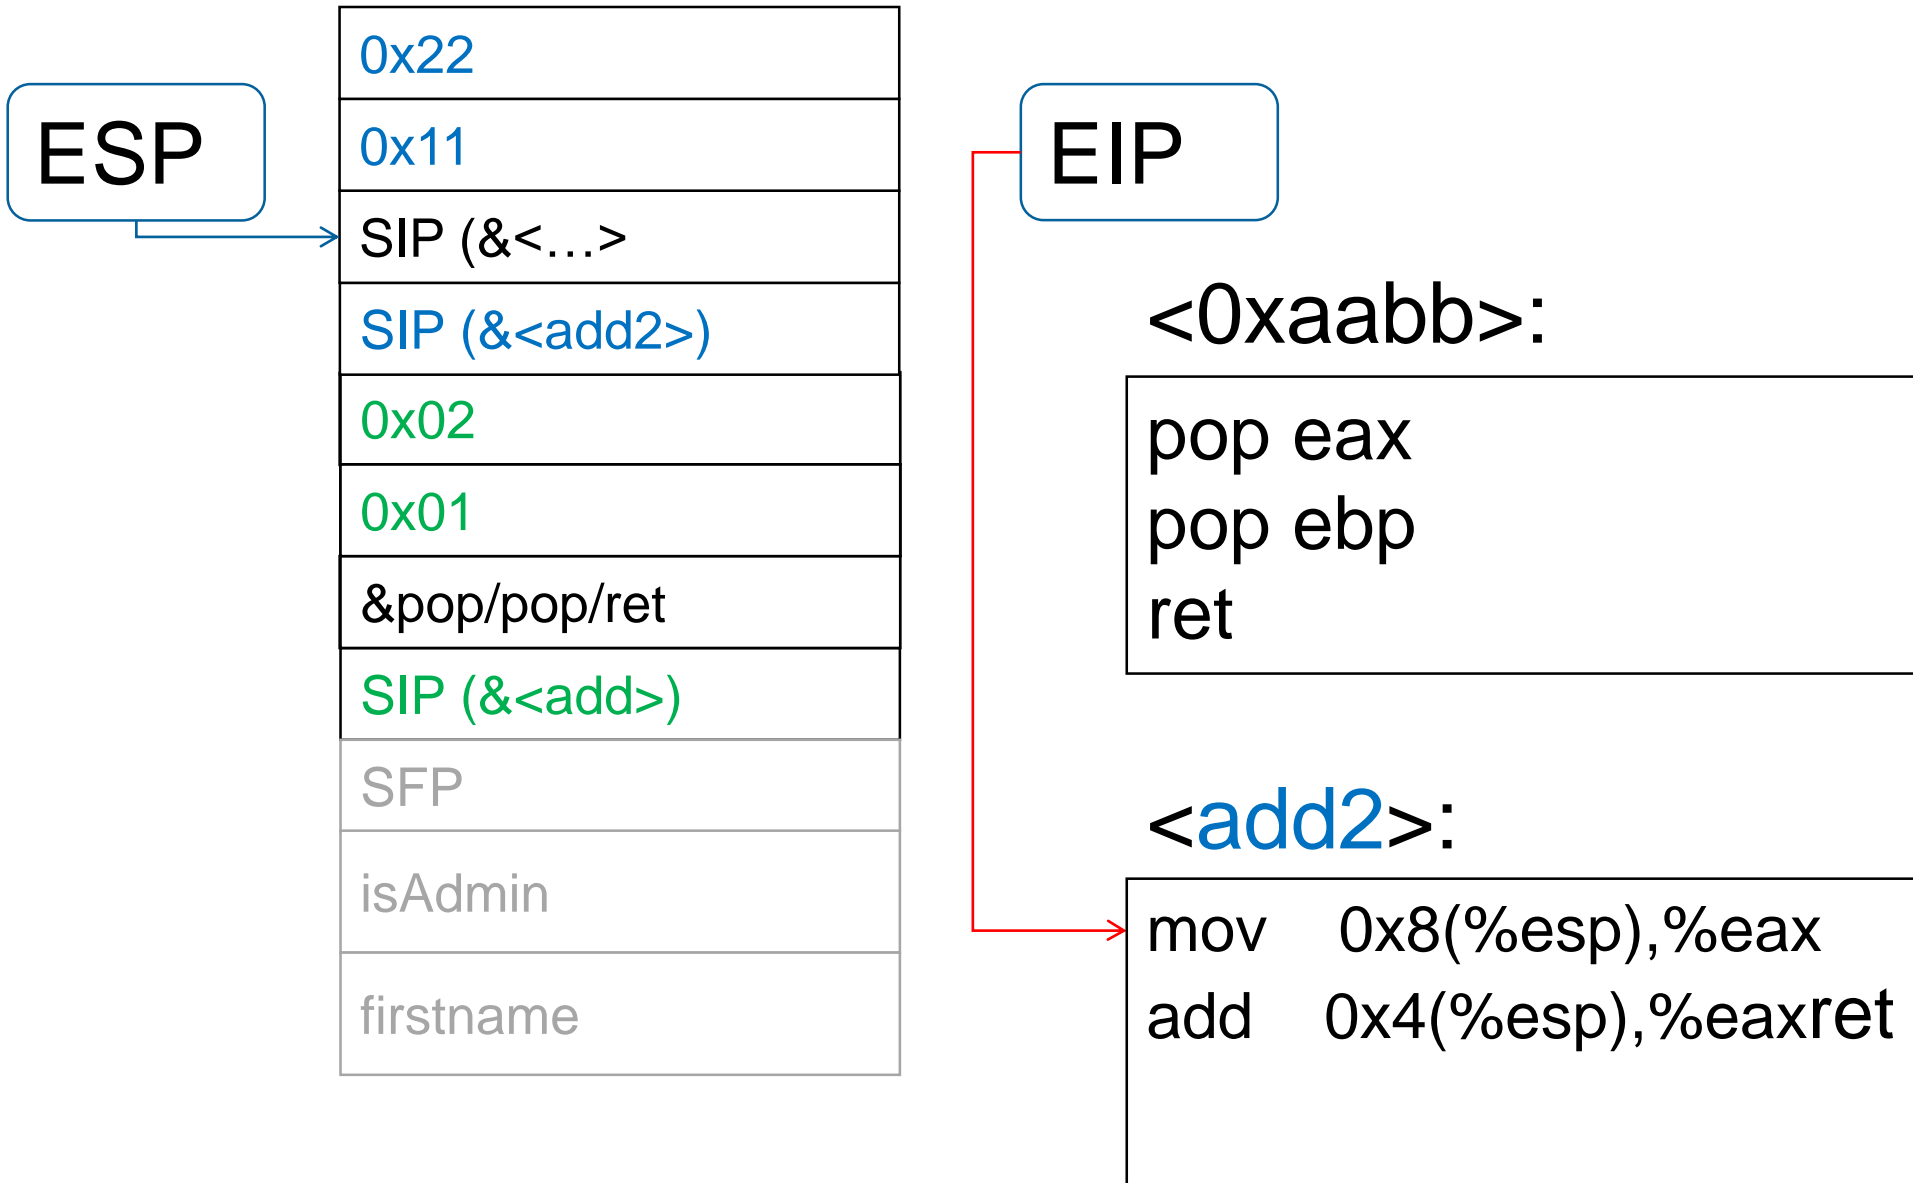 ESP
0x22
0x11
SIP (&<…>
SIP (&<add2>)
0x02
0x01
&pop/pop/ret
SIP (&<add>)
SFP
isAdmin
firstname
EIP
<0xaabb>:
pop eax
pop ebp
ret
<add2>:
mov 0x8(%esp),%eax
add 0x4(%esp),%eaxret